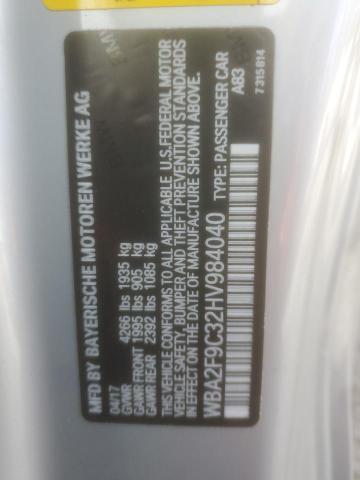 MFD BY BAYERISCHE MOTOREN WERKE AG
04/17
GVWR 4266 lbs 1935 kg
GAWR FRONT 1995 lbs 905 kg
GAWR REAR 2392 lbs 1085 kg
THIS VEHICLE CONFORMS TO ALL APPLICABLE U.S. FEDERAL MOTOR
VEHICLE SAFETY, BUMPER AND THEFT PREVENTION STANDARDS
IN EFFECT ON THE DATE OF MANUFACTURE SHOWN ABOVE.
WBA2F9C32HV984040 TYPE: PASSENGER CAR
A83
7315814